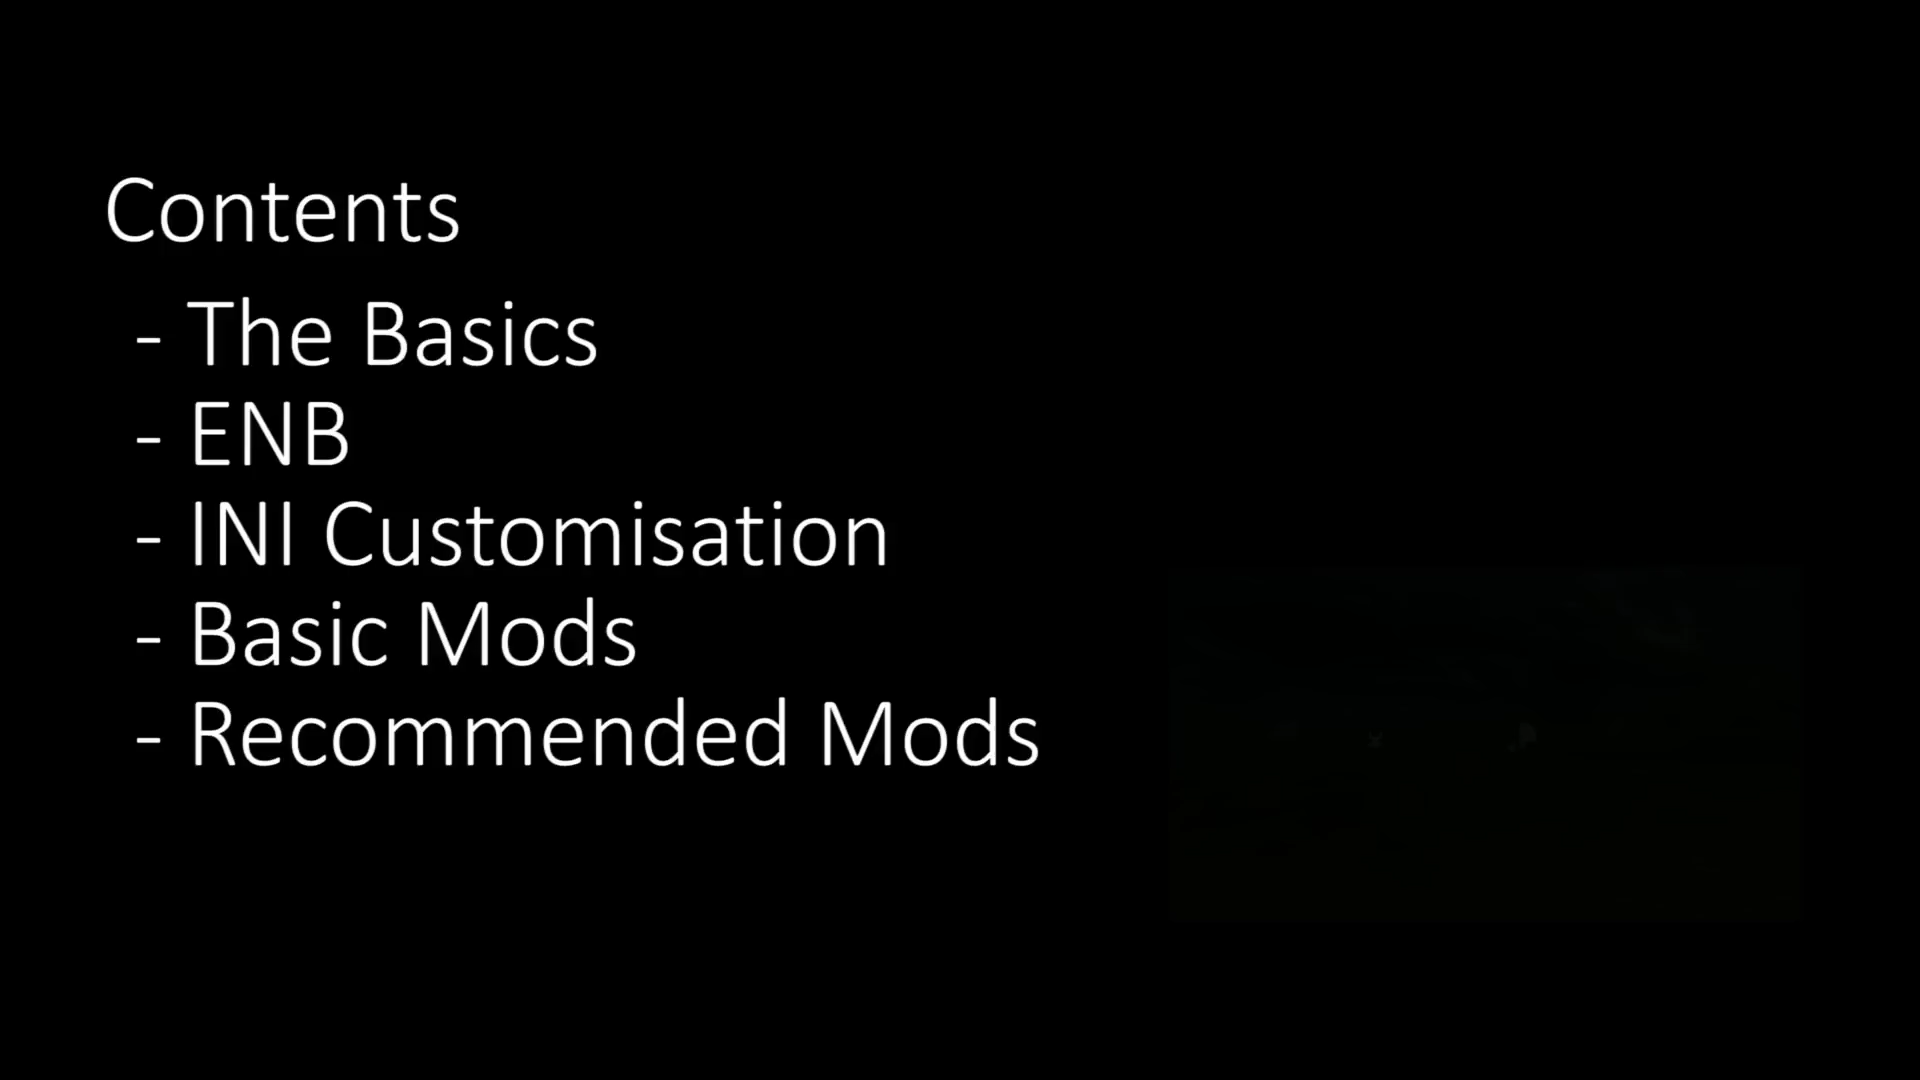 Contents
- The Basics
- ENB
- INI Customisation
- Basic Mods
- Recommended Mods